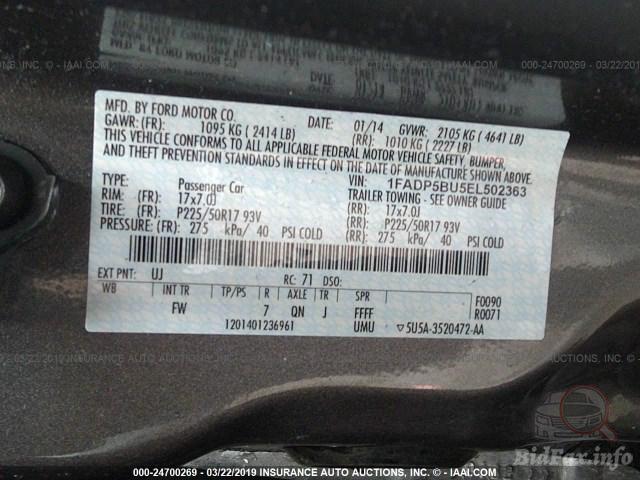 000-24700269 - 03/22/2019
© - IAAI.COM
MFD. BY FORD MOTOR CO.
DATE: 01/14 GVWR: 2105 KG ( 4641 LB)
GAWR: (FR): 1095 KG ( 2414 LB) (RR): 1010 KG ( 2227 LB)
THIS VEHICLE CONFORMS TO ALL APPLICABLE FEDERAL MOTOR VEHICLE SAFETY, BUMPER,
AND THEFT PREVENTION STANDARDS IN EFFECT ON THE DATE OF MANUFACTURE SHOWN ABOVE.
VIN: 1FADP5BU5EL502363
TYPE: Passenger Car TRAILER TOWING - SEE OWNER GUIDE
RIM: (FR): 17x7.0J (RR): 17x7.0J
TIRE: (FR): P225/50R17 93V (RR): P225/50R17 93V
PRESSURE: (FR): 275 kPa/ 40 PSI COLD (RR): 275 kPa/ 40 PSI COLD
EXT PNT: UJ RC: 71 DSO:
WB INT TR TP/PS R AXLE TR SPR F0090
FW 7 QN J FFFF R0071
1201401236961 UMU ▽5U5A-3520472-AA
BidFax.info
000-24700269 - 03/22/2019 INSURANCE AUTO AUCTIONS, INC. © - IAAI.COM